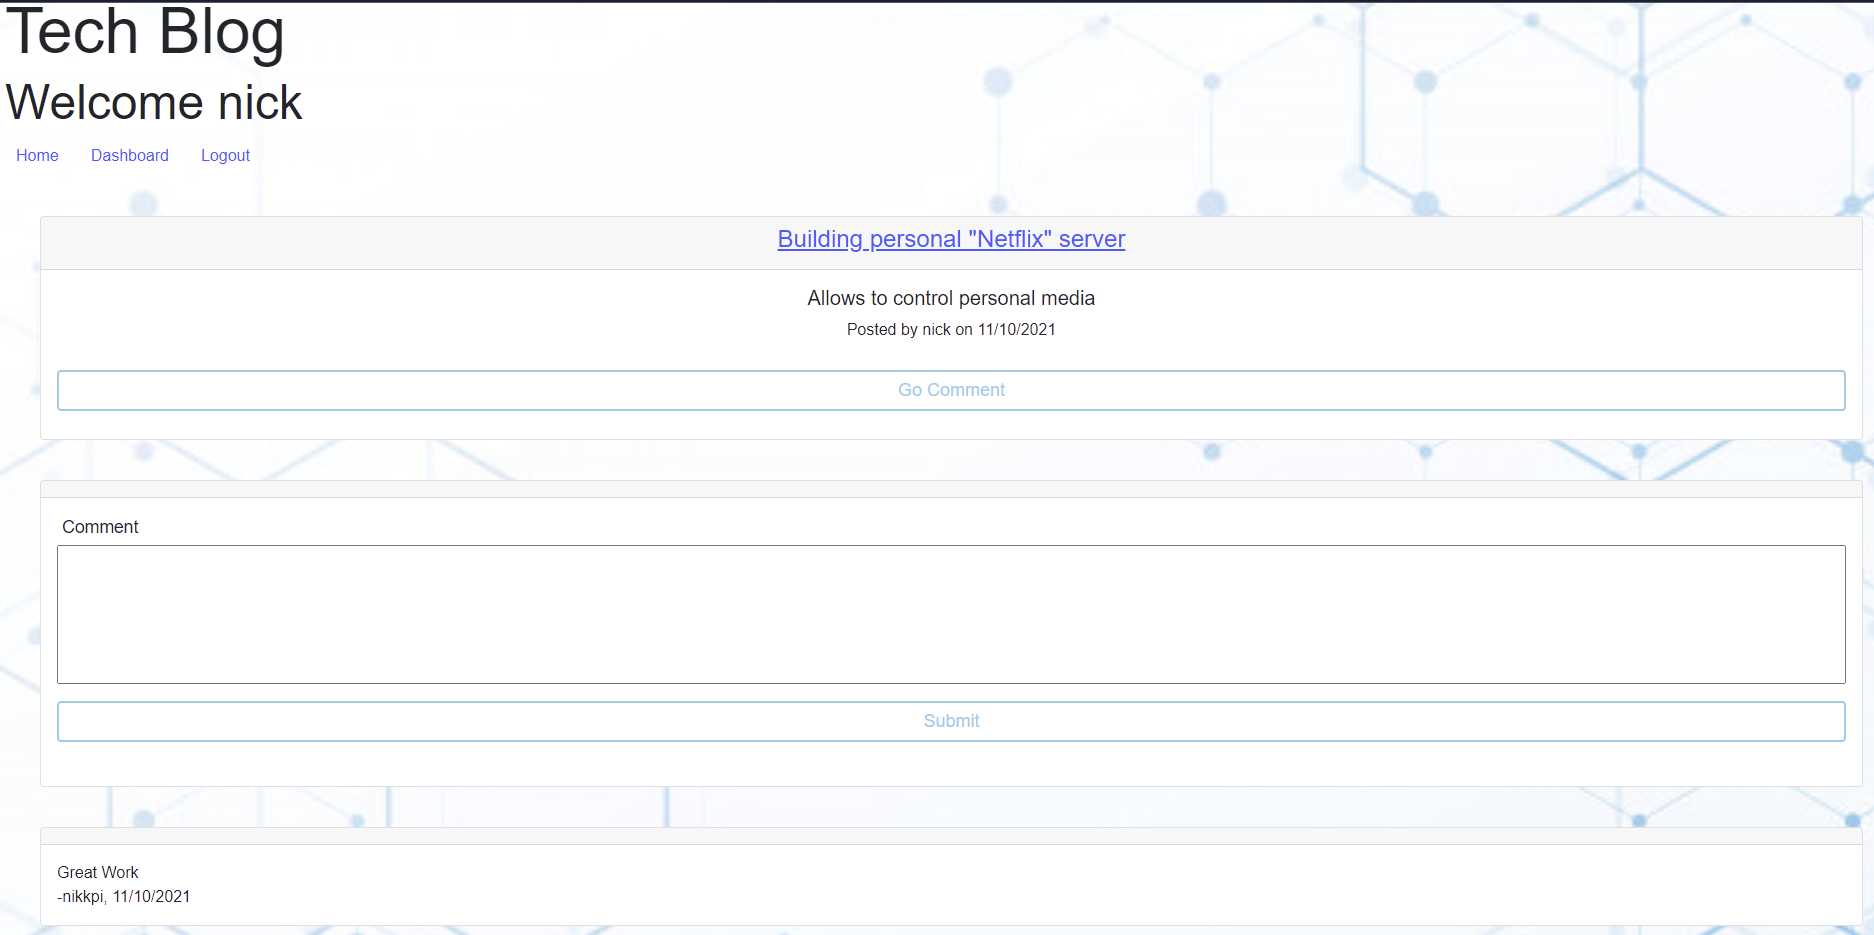 Tech Blog
Welcome nick
Home Dashboard Logout
Building personal "Netflix" server
Allows to control personal media
Posted by nick on 11/10/2021
Go Comment
Comment
Submit
Great Work
-nikkpi, 11/10/2021